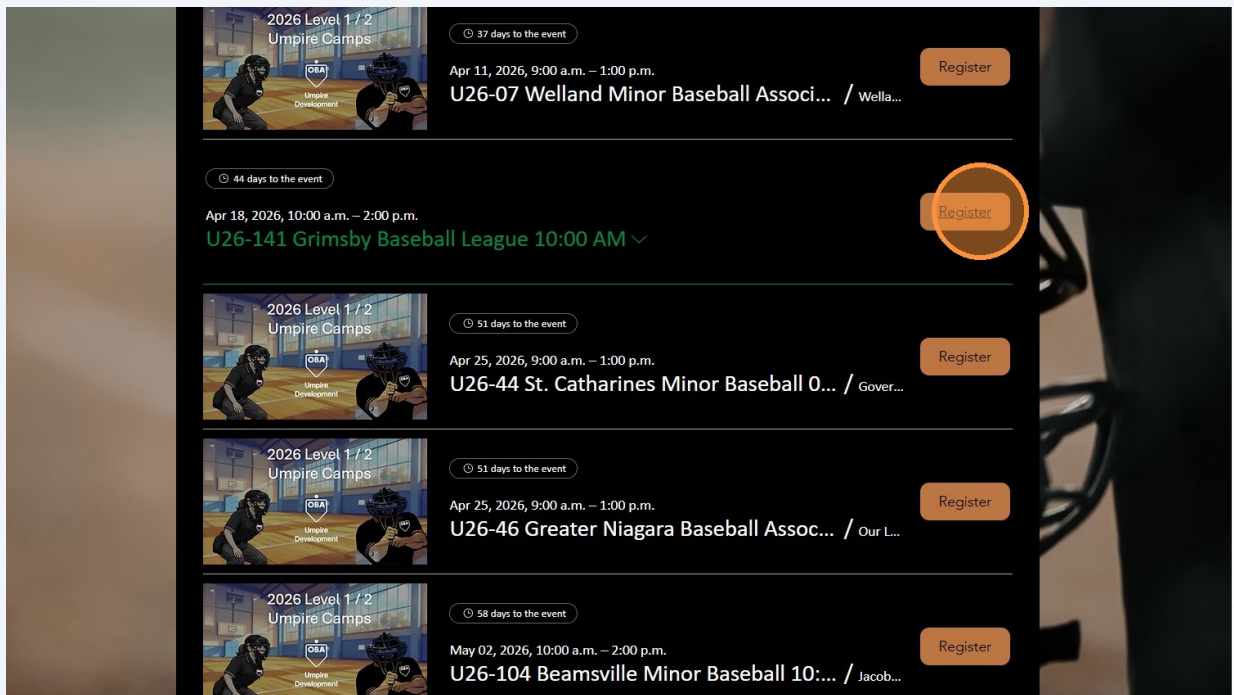 2026 Level 1 / 2
Umpire Camps
OBA
Umpire
Development
37 days to the event
Apr 11, 2026, 9:00 a.m. – 1:00 p.m.
U26-07 Welland Minor Baseball Associ... / Wella...
Register
44 days to the event
Apr 18, 2026, 10:00 a.m. – 2:00 p.m.
U26-141 Grimsby Baseball League 10:00 AM
Register
2026 Level 1 / 2
Umpire Camps
OBA
Umpire
Development
51 days to the event
Apr 25, 2026, 9:00 a.m. – 1:00 p.m.
U26-44 St. Catharines Minor Baseball 0... / Gover...
Register
2026 Level 1 / 2
Umpire Camps
OBA
Umpire
Development
51 days to the event
Apr 25, 2026, 9:00 a.m. – 1:00 p.m.
U26-46 Greater Niagara Baseball Assoc... / Our L...
Register
2026 Level 1 / 2
Umpire Camps
OBA
Umpire
Development
58 days to the event
May 02, 2026, 10:00 a.m. – 2:00 p.m.
U26-104 Beamsville Minor Baseball 10:... / Jacob...
Register